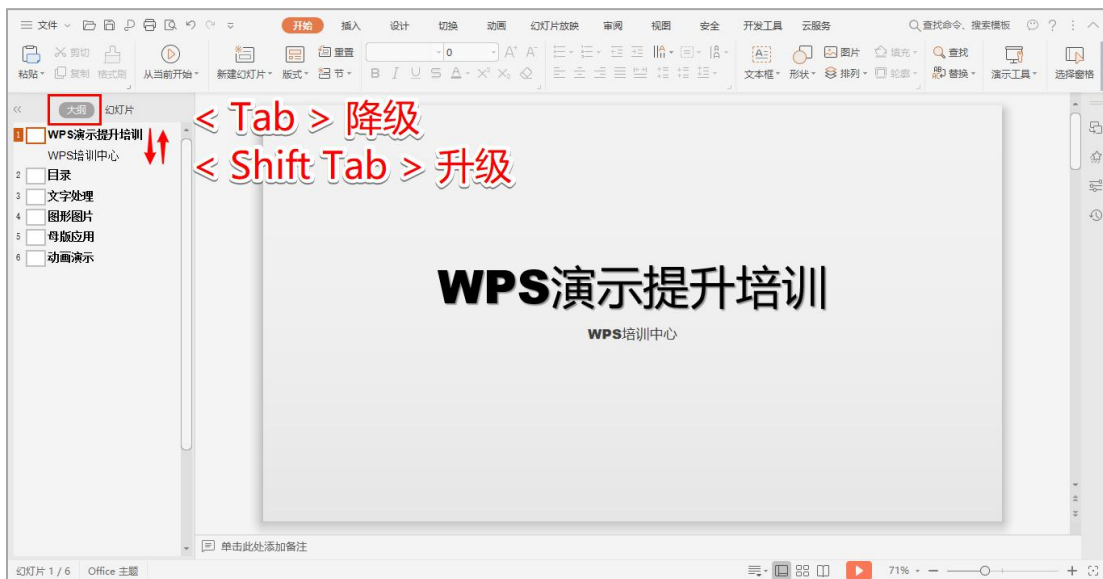 文件
开始 插入 设计 切换 动画 幻灯片放映 审阅 视图 安全 开发工具 云服务 查找命令、搜索模板
剪切 重置 0 图片 填充 查找
粘贴 复制 格式刷 从当前开始 新建幻灯片 版式 节 B I U S A X² X₂ 文本框 形状 排列 轮廓 替换 演示工具 选择窗格
大纲 幻灯片
< Tab > 降级
< Shift Tab > 升级
1 WPS演示提升培训
WPS培训中心
2 目录
3 文字处理
4 图形图片
5 母版应用
6 动画演示
WPS演示提升培训
WPS培训中心
单击此处添加备注
幻灯片 1 / 6 Office 主题 71%